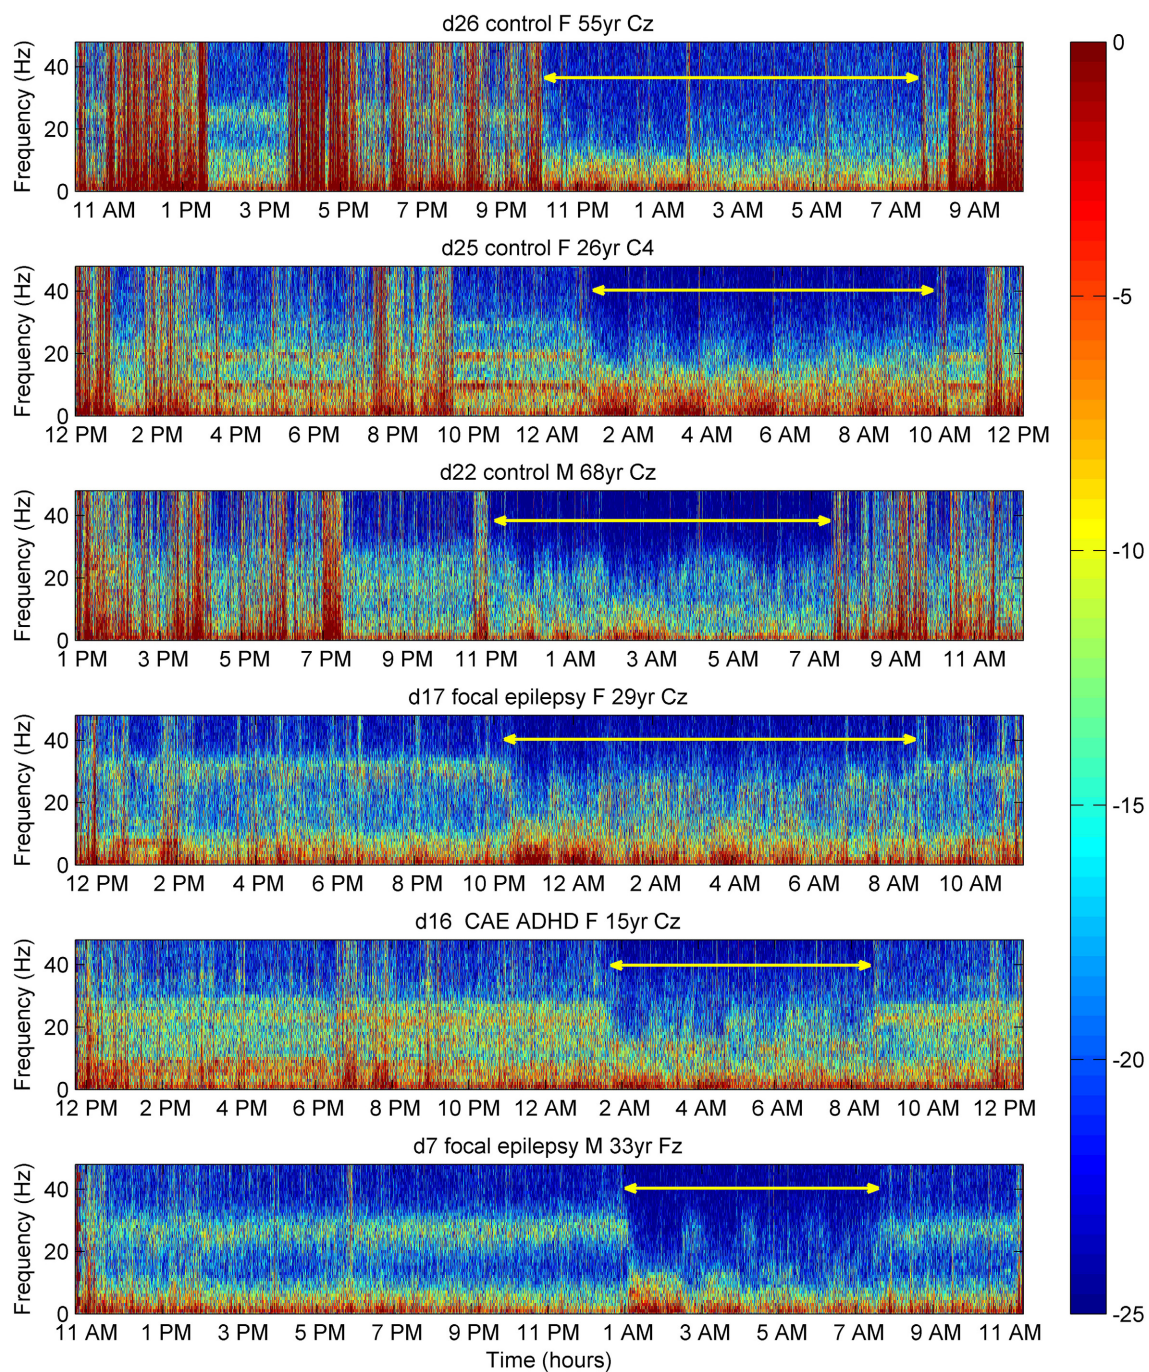 d26 control F 55yr Cz
Frequency (Hz)
40
20
0
11 AM 1 PM 3 PM 5 PM 7 PM 9 PM 11 PM 1 AM 3 AM 5 AM 7 AM 9 AM
d25 control F 26yr C4
Frequency (Hz)
40
20
0
12 PM 2 PM 4 PM 6 PM 8 PM 10 PM 12 AM 2 AM 4 AM 6 AM 8 AM 10 AM 12 PM
d22 control M 68yr Cz
Frequency (Hz)
40
20
0
1 PM 3 PM 5 PM 7 PM 9 PM 11 PM 1 AM 3 AM 5 AM 7 AM 9 AM 11 AM
d17 focal epilepsy F 29yr Cz
Frequency (Hz)
40
20
0
12 PM 2 PM 4 PM 6 PM 8 PM 10 PM 12 AM 2 AM 4 AM 6 AM 8 AM 10 AM
d16 CAE ADHD F 15yr Cz
Frequency (Hz)
40
20
0
12 PM 2 PM 4 PM 6 PM 8 PM 10 PM 12 AM 2 AM 4 AM 6 AM 8 AM 10 AM 12 PM
d7 focal epilepsy M 33yr Fz
Frequency (Hz)
40
20
0
11 AM 1 PM 3 PM 5 PM 7 PM 9 PM 11 PM 1 AM 3 AM 5 AM 7 AM 9 AM 11 AM
Time (hours)
0
-5
-10
-15
-20
-25